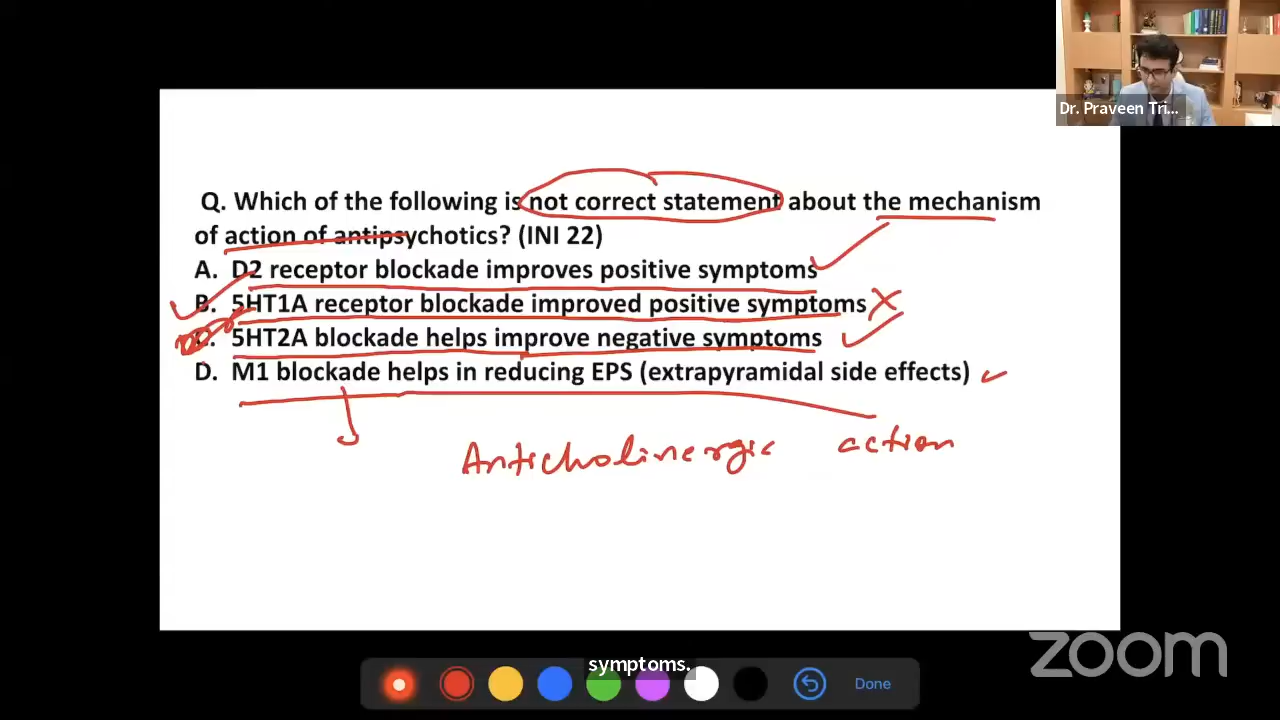 Dr. Praveen Tri...
Q. Which of the following is not correct statement about the mechanism
of action of antipsychotics? (INI 22)
A. D2 receptor blockade improves positive symptoms
B. 5HT1A receptor blockade improved positive symptoms
C. 5HT2A blockade helps improve negative symptoms
D. M1 blockade helps in reducing EPS (extrapyramidal side effects)
Anticholinergic action
zoom
symptoms.
Done